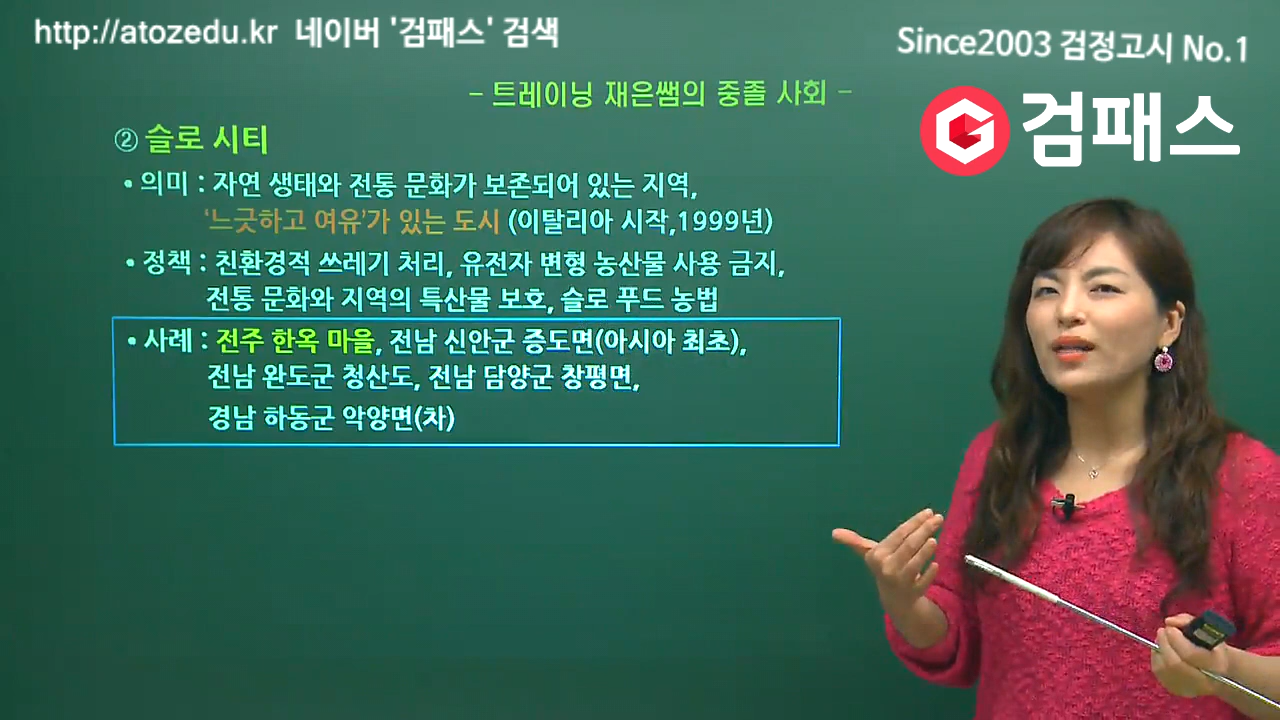 http://atozedu.kr 네이버 '검패스' 검색
Since2003 검정고시 No.1
검패스
- 트레이닝 재은쌤의 중졸 사회 -
② 슬로 시티
• 의미 : 자연 생태와 전통 문화가 보존되어 있는 지역,
'느긋하고 여유'가 있는 도시 (이탈리아 시작,1999년)
• 정책 : 친환경적 쓰레기 처리, 유전자 변형 농산물 사용 금지,
전통 문화와 지역의 특산물 보호, 슬로 푸드 농법
• 사례 : 전주 한옥 마을, 전남 신안군 증도면(아시아 최초),
전남 완도군 청산도, 전남 담양군 창평면,
경남 하동군 악양면(차)